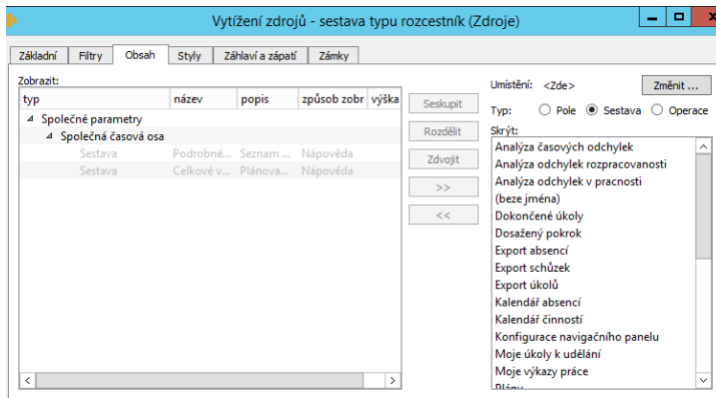 Vytížení zdrojů - sestava typu rozcestník (Zdroje)
Základní Filtry Obsah Styly Záhlaví a zápatí Zámky
Zobrazit:
typ název popis způsob zobr výška
Společné parametry
Společná časová osa
Sestava Podrobné... Seznam ... Nápověda
Sestava Celkové v... Plánova... Nápověda
Seskupit
Rozdělit
Zdvojit
>>
<<
Umístění: <Zde> Změnit ...
Typ: Pole Sestava Operace
Skrýt:
Analýza časových odchylek
Analýza odchylek rozpracovanosti
Analýza odchylek v pracnosti
(beze jména)
Dokončené úkoly
Dosažený pokrok
Export absencí
Export schůzek
Export úkolů
Kalendář absencí
Kalendář činností
Konfigurace navigačního panelu
Moje úkoly k udělání
Moje výkazy práce
Plány